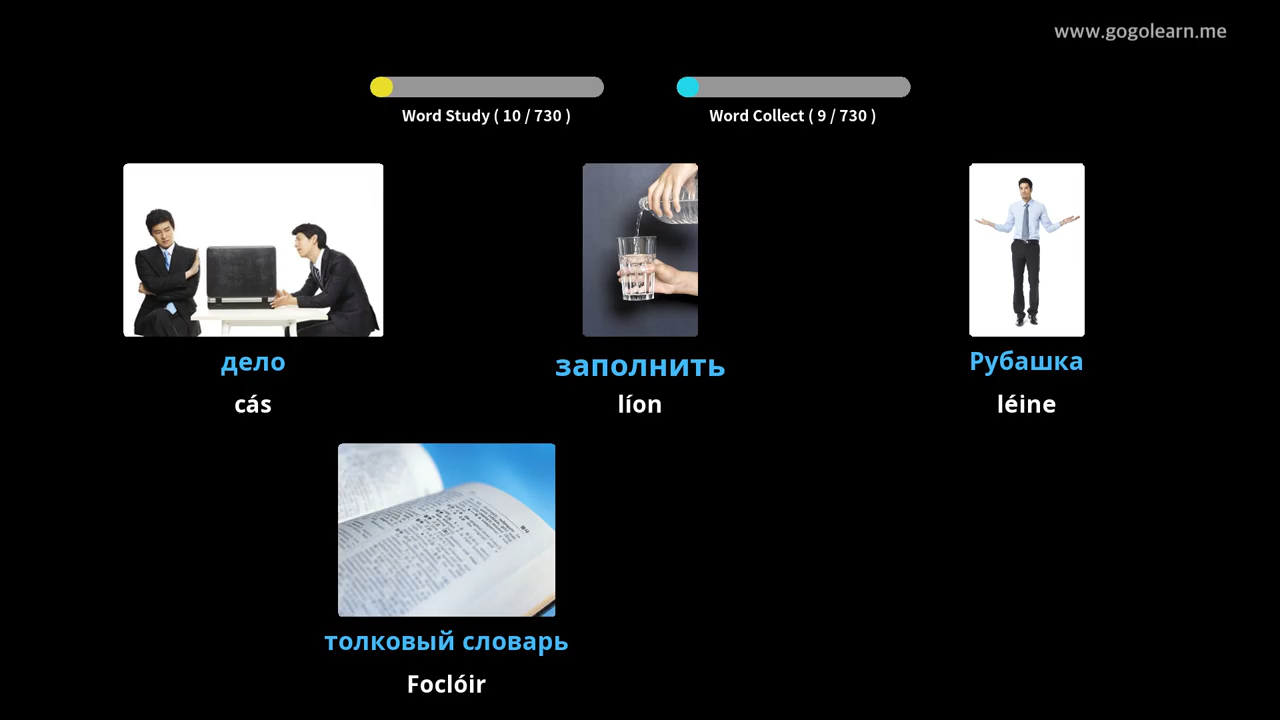 www.gogolearn.me
Word Study ( 10 / 730 )
Word Collect ( 9 / 730 )
дело
заполнить
Рубашка
cás
líon
léine
толковый словарь
Foclóir